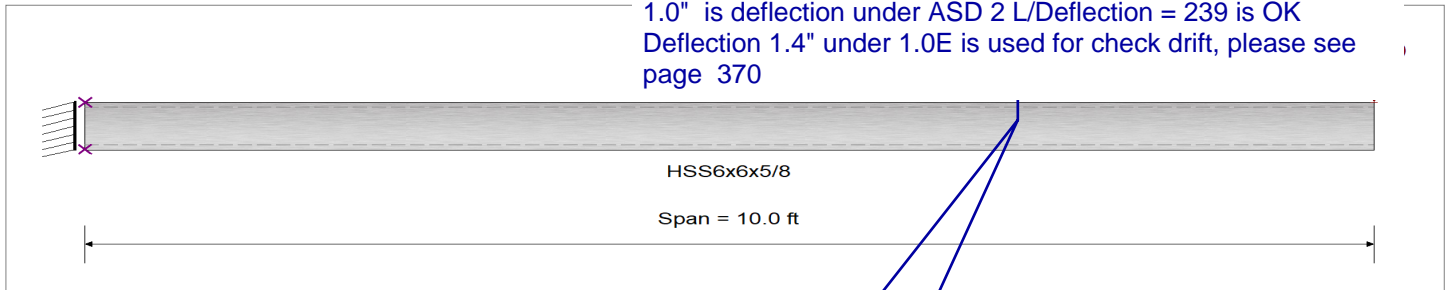 1.0" is deflection under ASD 2 L/Deflection = 239 is OK
Deflection 1.4" under 1.0E is used for check drift, please see
page 370
HSS6x6x5/8
Span = 10.0 ft